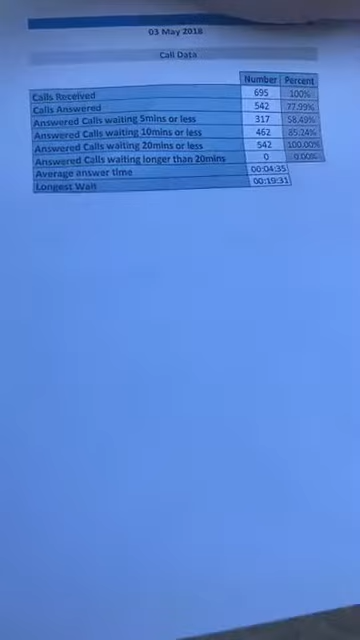 03 May 2018
Call Data
Number Percent
Calls Received 695 100%
Calls Answered 542 77.99%
Answered Calls waiting 5mins or less 317 58.49%
Answered Calls waiting 10mins or less 462 85.24%
Answered Calls waiting 20mins or less 542 100.00%
Answered Calls waiting longer than 20mins 0 0.00%
Average answer time 00:04:35
Longest Wait 00:19:31